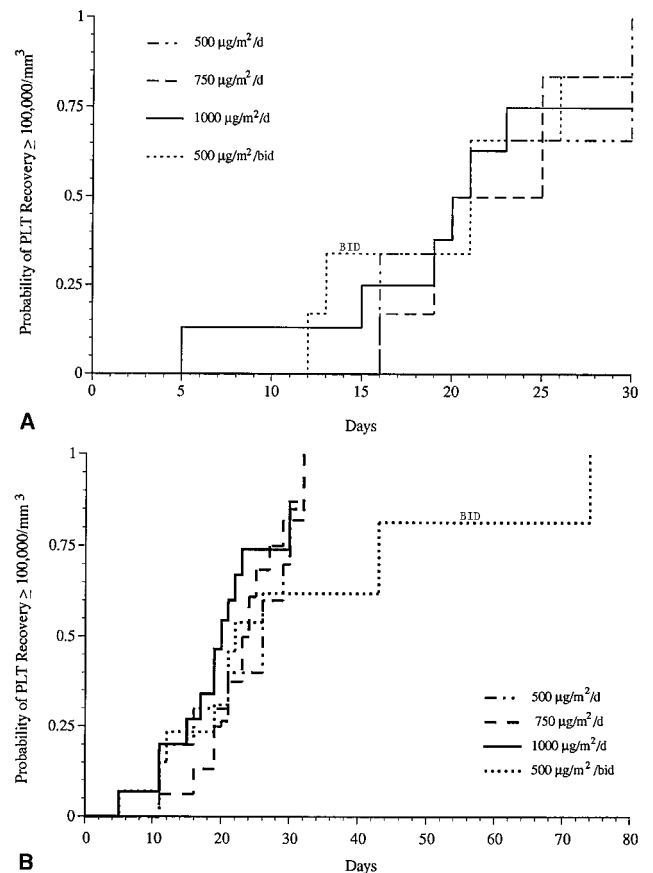 1
0.75
0.5
0.25
0
Probability of PLT Recovery ≥ 100,000/mm³
500 µg/m²/d
750 µg/m²/d
1000 µg/m²/d
500 µg/m²/bid
BID
0 5 10 15 20 25 30
Days
A
1
0.75
0.5
0.25
0
Probability of PLT Recovery ≥ 100,000/mm ³
BID
500 µg/m²/d
750 µg/m²/d
1000 µg/m²/d
500 µg/m² /bid
0 10 20 30 40 50 60 70 80
Days
B